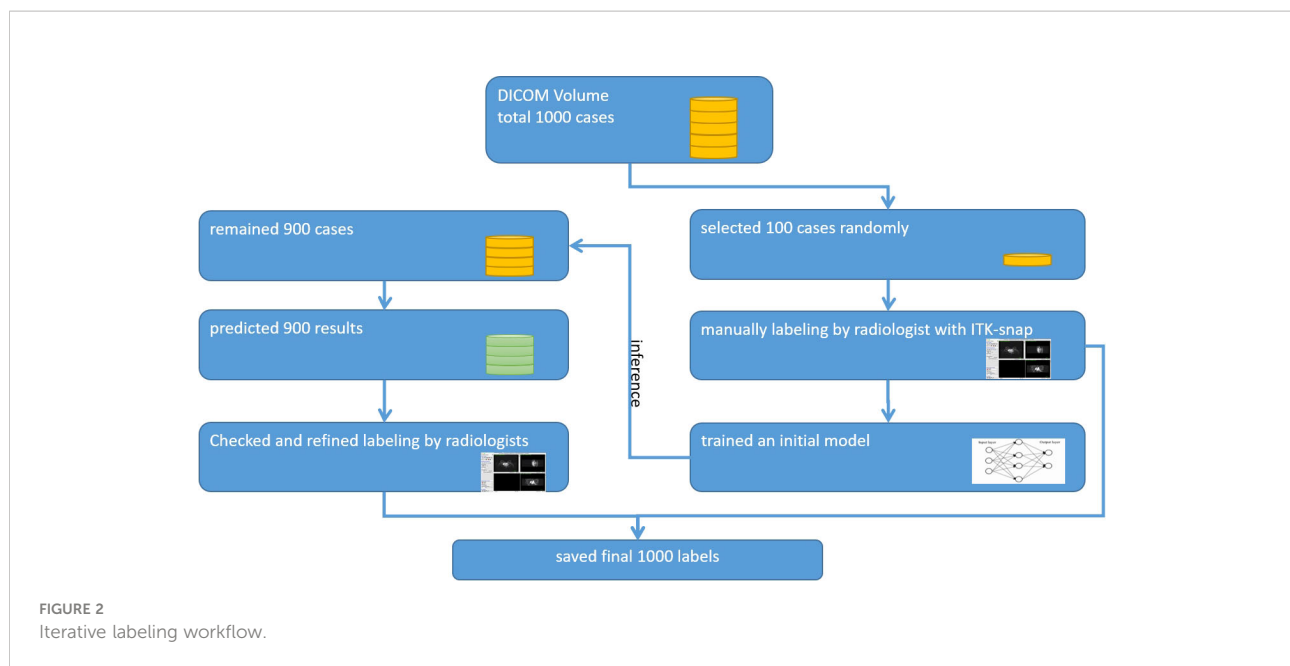 DICOM Volume
total 1000 cases
remained 900 cases
selected 100 cases randomly
predicted 900 results
manually labeling by radiologist with ITK-snap
inference
Checked and refined labeling by radiologists
trained an initial model
saved final 1000 labels
FIGURE 2
Iterative labeling workflow.